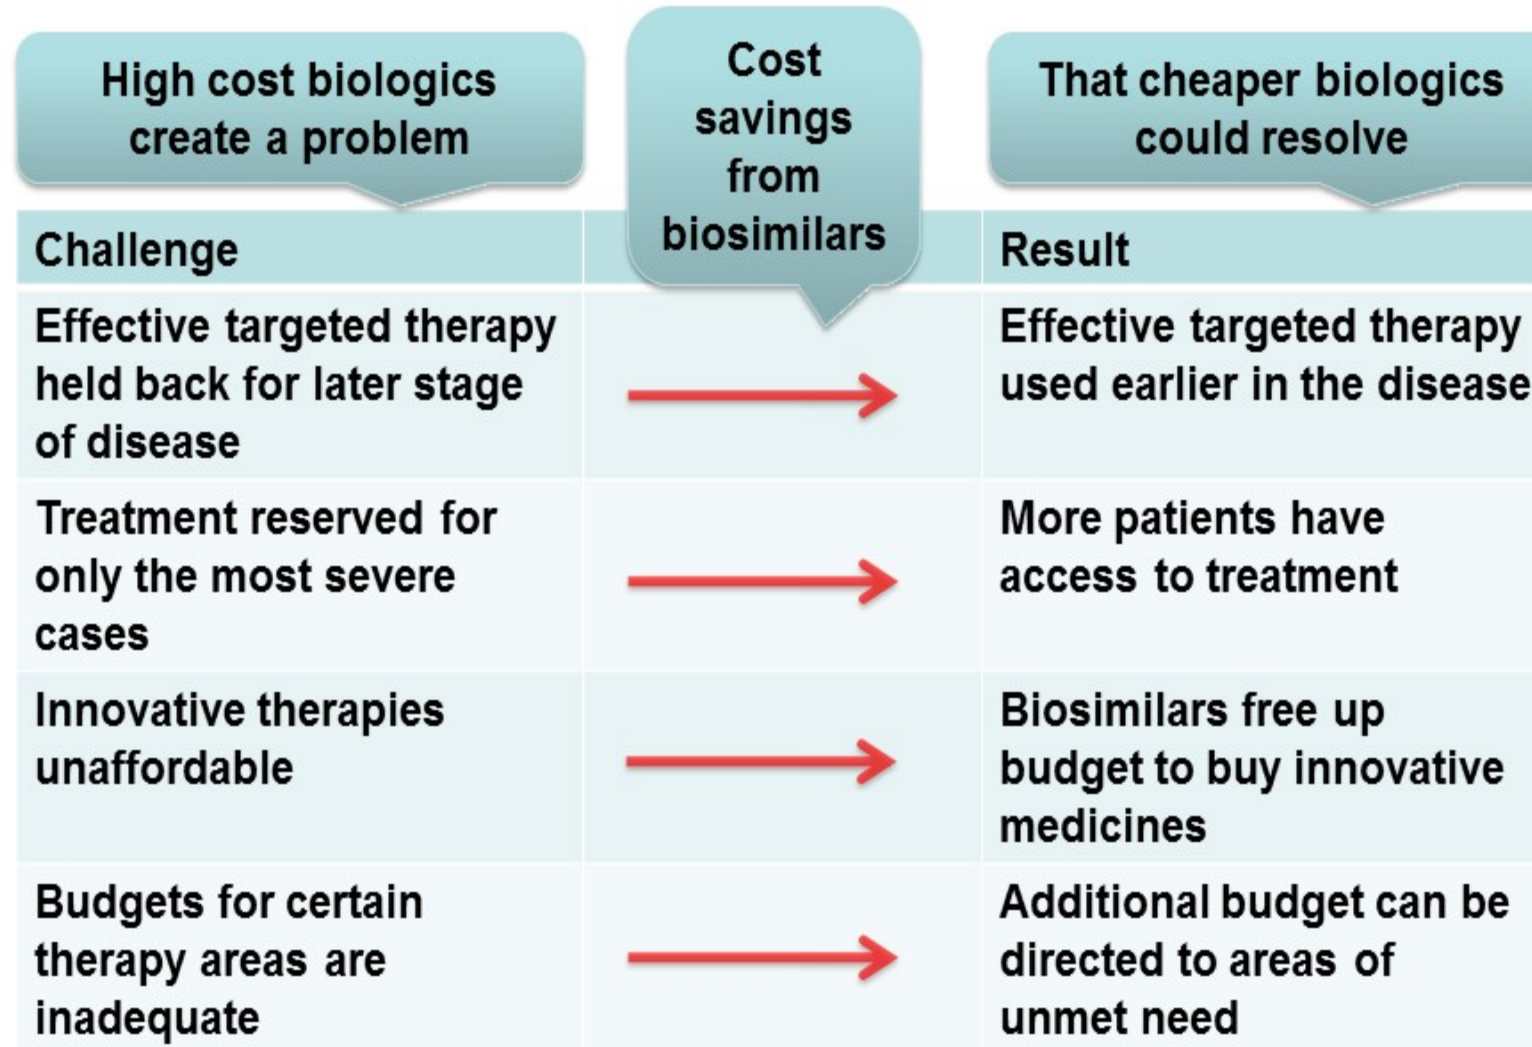 High cost biologics
create a problem
Cost
savings
from
biosimilars
That cheaper biologics
could resolve
Challenge
Result
Effective targeted therapy
held back for later stage
of disease
Effective targeted therapy
used earlier in the disease
Treatment reserved for
only the most severe
cases
More patients have
access to treatment
Innovative therapies
unaffordable
Biosimilars free up
budget to buy innovative
medicines
Budgets for certain
therapy areas are
inadequate
Additional budget can be
directed to areas of
unmet need